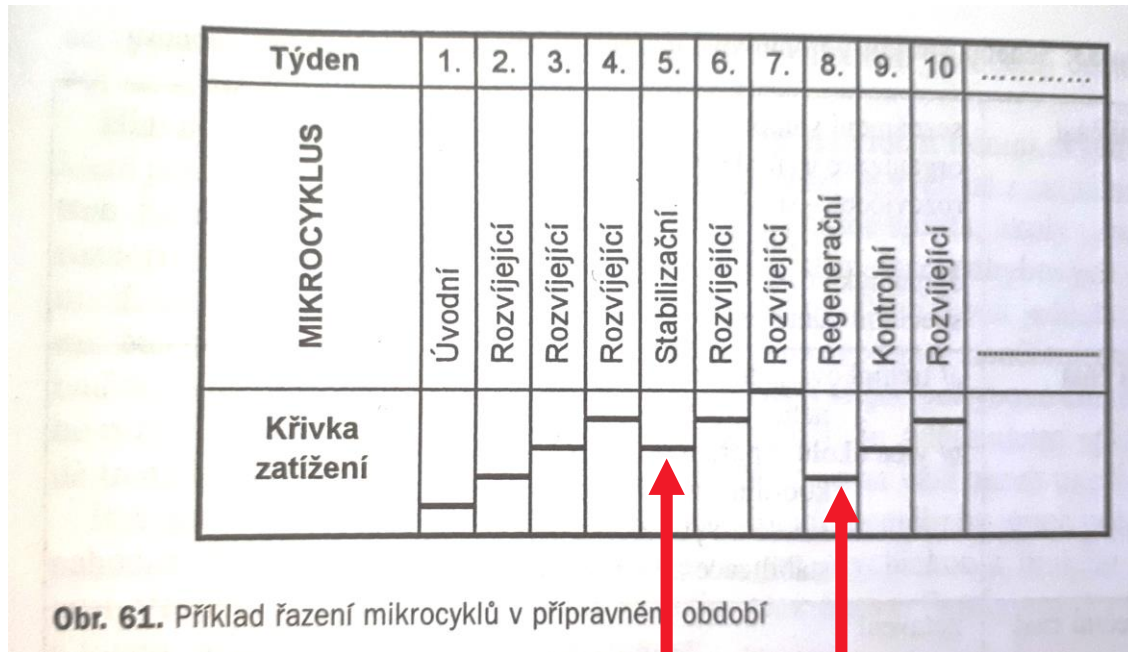 Týden 1. 2. 3. 4. 5. 6. 7. 8. 9. 10 ............
MIKROCYKLUS
Úvodní
Rozvíjející
Rozvíjející
Rozvíjející
Stabilizační
Rozvíjející
Rozvíjející
Regenerační
Kontrolní
Rozvíjející
Křivka
zatížení
Obr. 61. Příklad řazení mikrocyklů v přípravném období